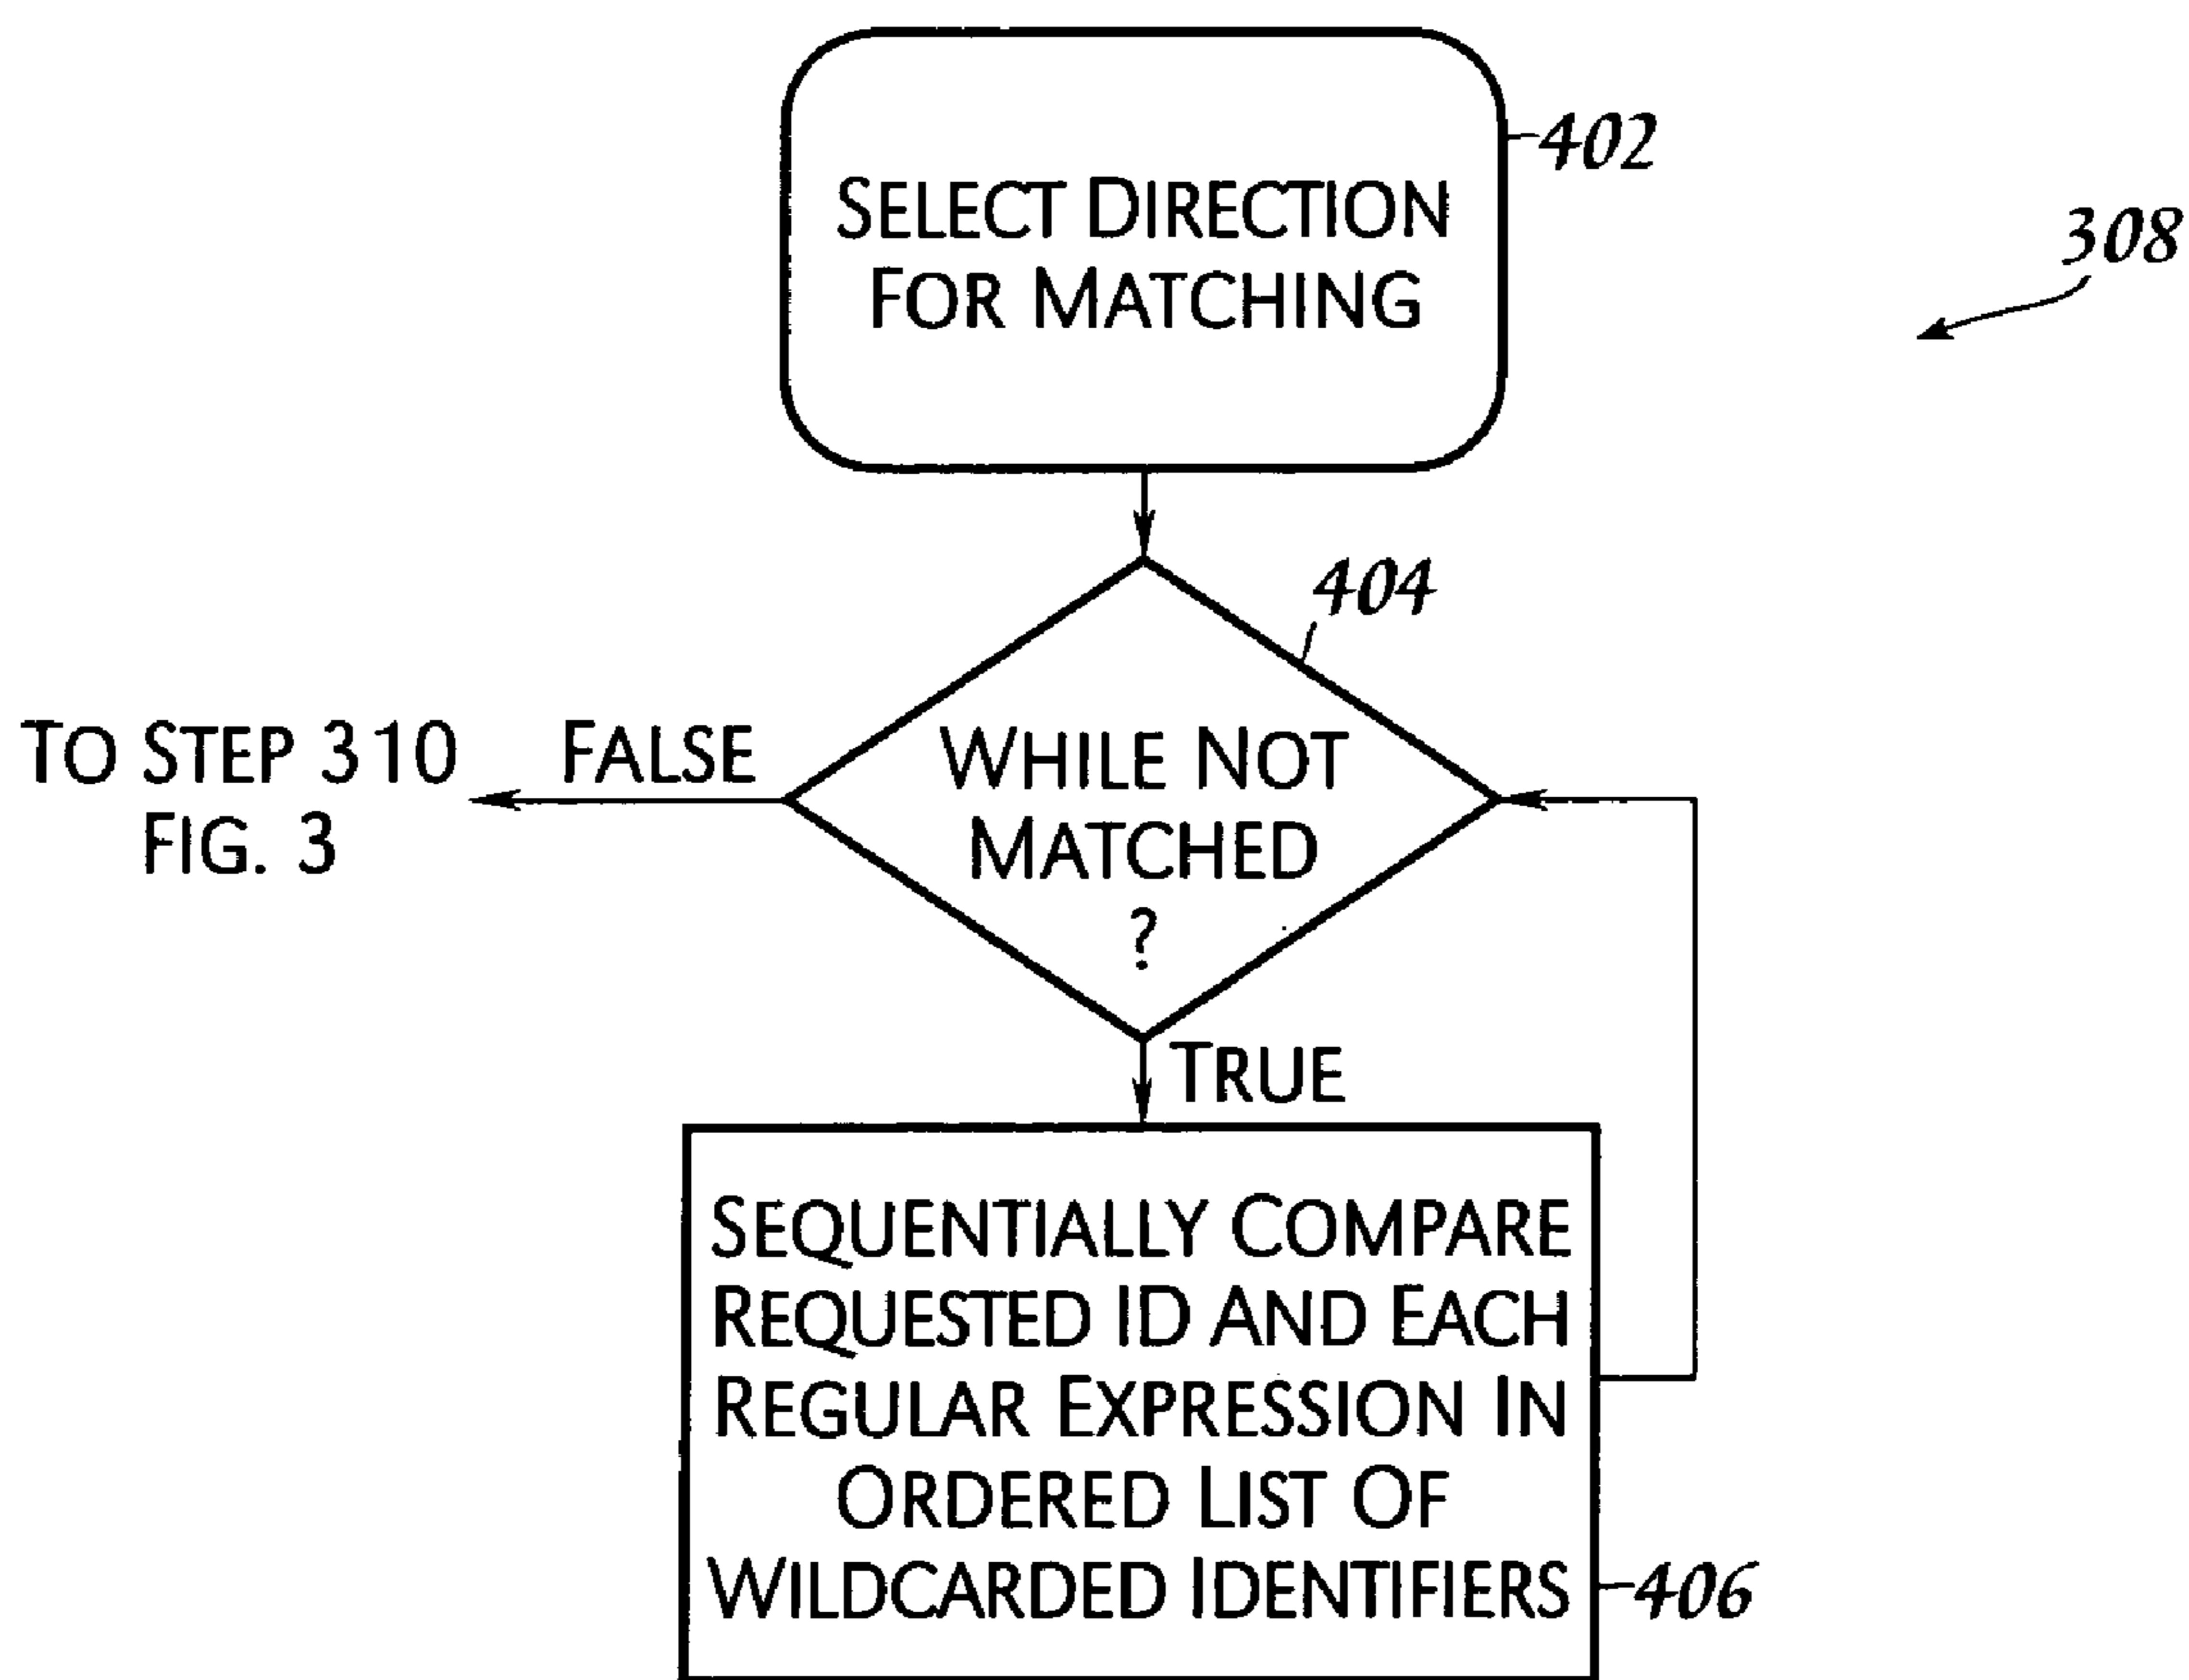 SELECT DIRECTION
FOR MATCHING
402
308
404
TO STEP 310
FIG. 3
FALSE
WHILE NOT
MATCHED
?
TRUE
SEQUENTIALLY COMPARE
REQUESTED ID AND EACH
REGULAR EXPRESSION IN
ORDERED LIST OF
WILDCARDED IDENTIFIERS
406